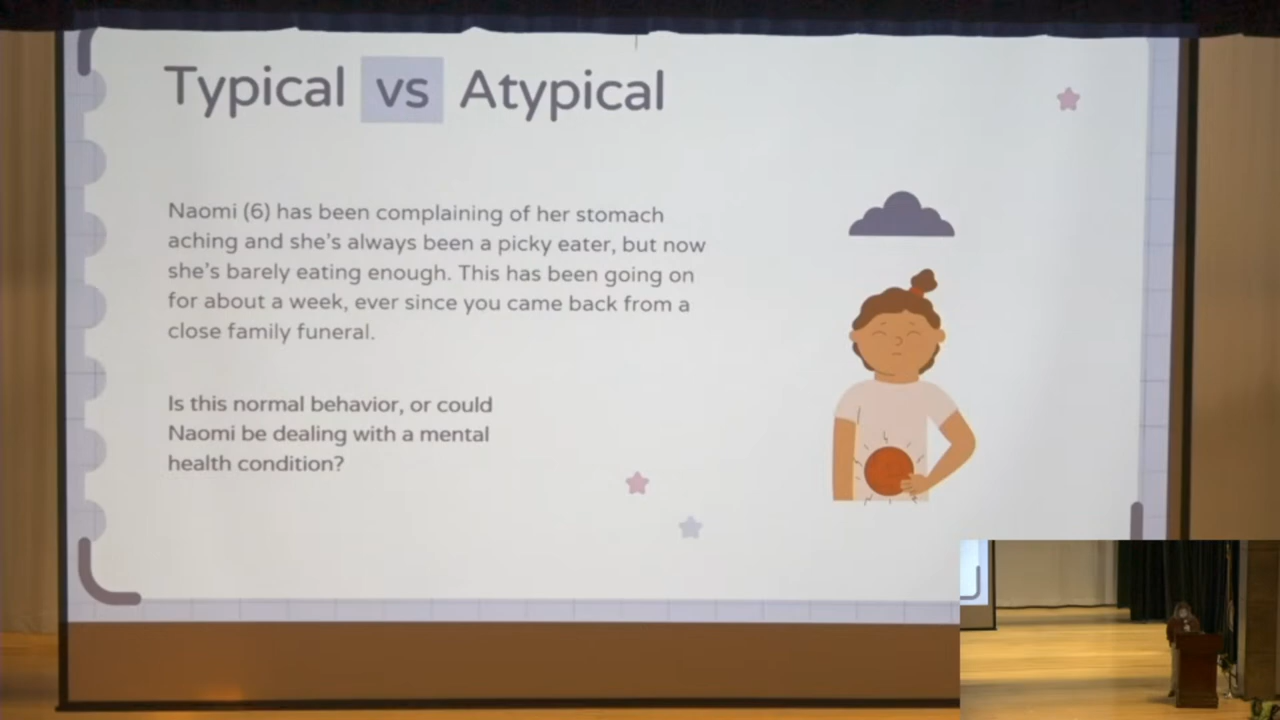 Typical vs Atypical
Naomi (6) has been complaining of her stomach
aching and she's always been a picky eater, but now
she's barely eating enough. This has been going on
for about a week, ever since you came back from a
close family funeral.
Is this normal behavior, or could
Naomi be dealing with a mental
health condition?